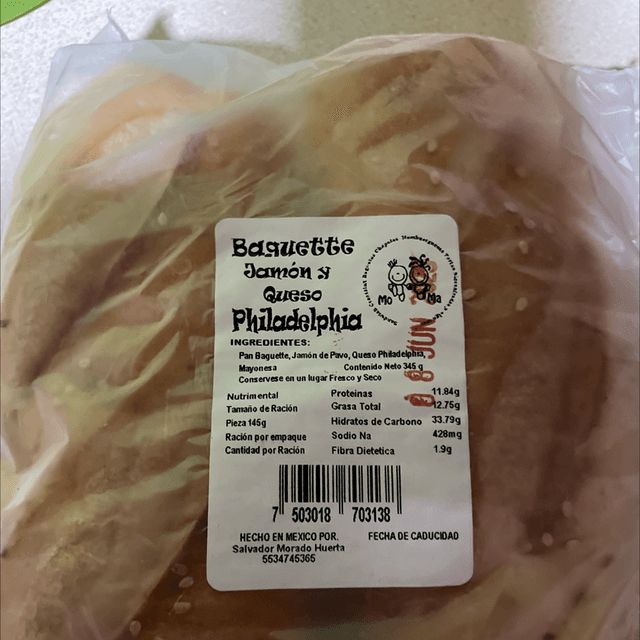 Baguette
Jamón y
Queso
Philadelphia
Mo Ma
INGREDIENTES:
Pan Baguette, Jamón de Pavo, Queso Philadelphia,
Mayonesa Contenido Neto 345 g
Conservese en un lugar Fresco y Seco
Nutrimental Proteinas 11.84g
Tamaño de Ración Grasa Total 12.75g
Pieza 145g Hidratos de Carbono 33.79g
Ración por empaque Sodio Na 428mg
Cantidad por Ración Fibra Dietetica 1.9g
08 JUN
7 503018 703138
HECHO EN MEXICO POR. FECHA DE CADUCIDAD
Salvador Morado Huerta
5534745365